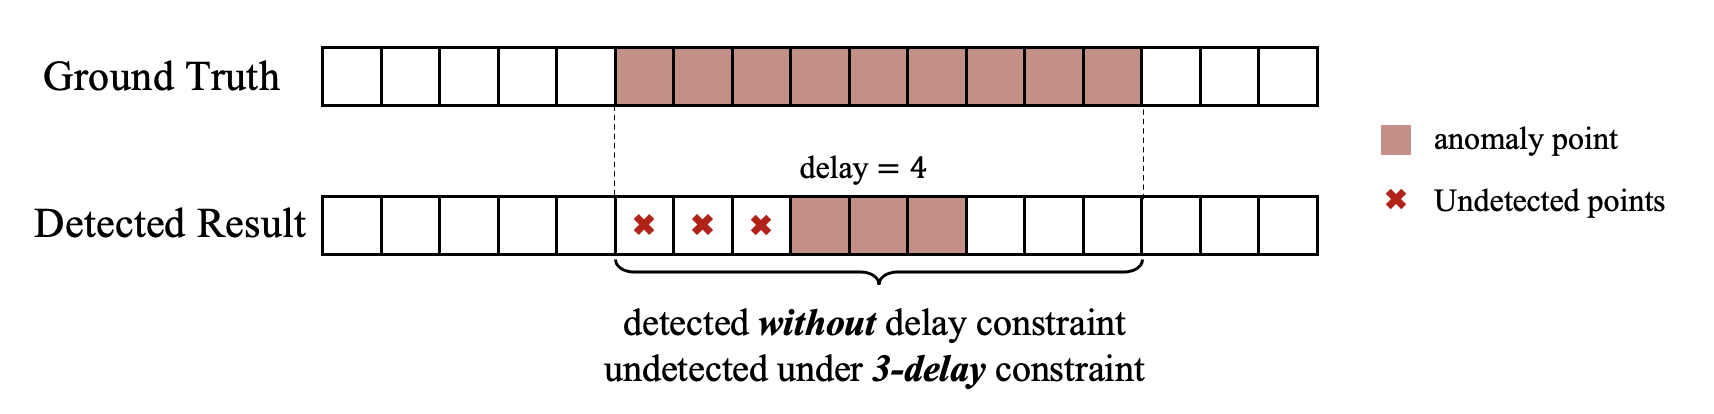 Ground Truth
anomaly point
delay = 4
Undetected points
Detected Result
detected without delay constraint
undetected under 3-delay constraint